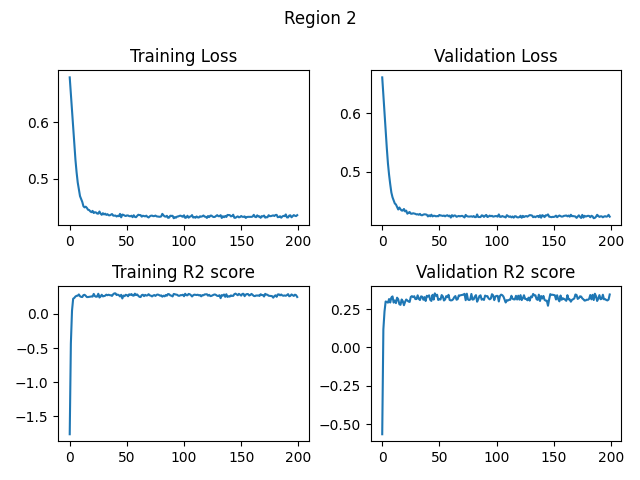 Region 2
Training Loss
Validation Loss
0.6
0.5
0 50 100 150 200
0.6
0.5
0 50 100 150 200
Training R2 score
Validation R2 score
0.0
−0.5
−1.0
−1.5
0 50 100 150 200
0.25
0.00
−0.25
−0.50
0 50 100 150 200